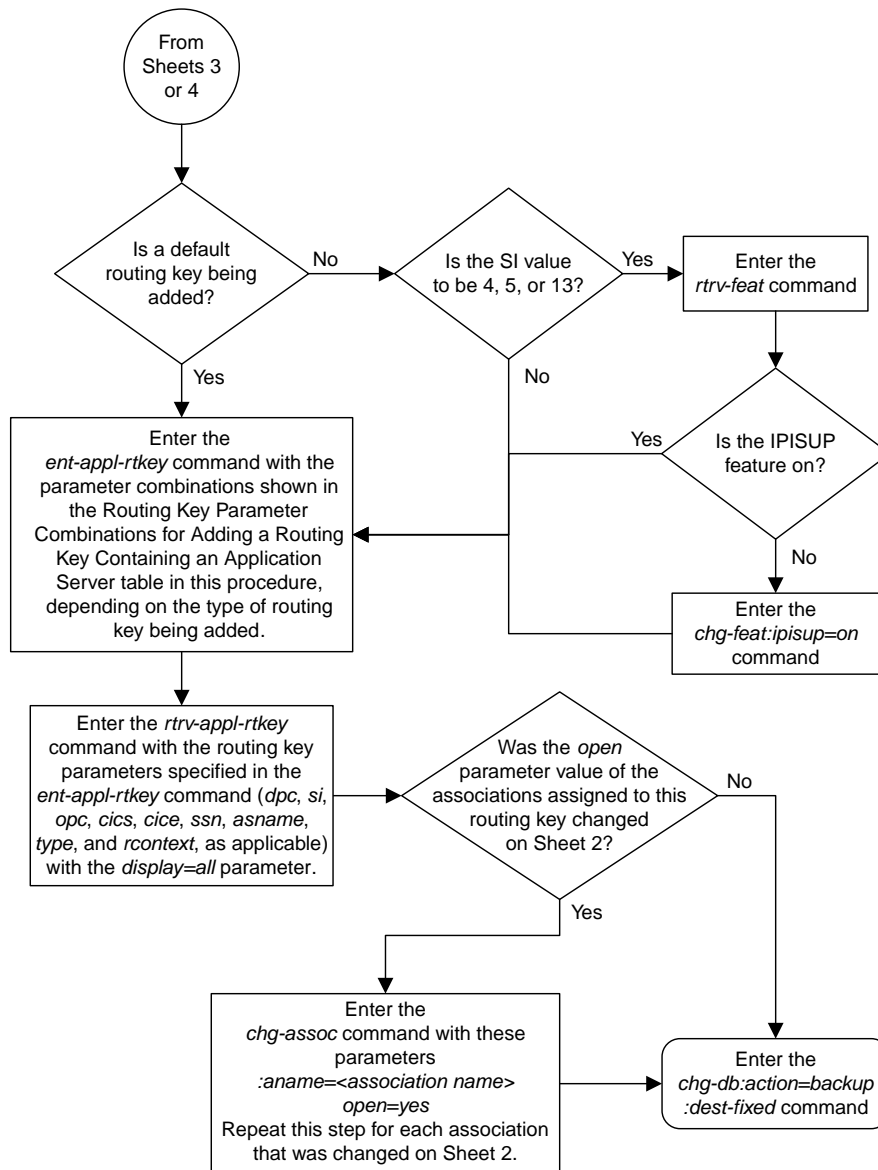 From
Sheets 3
or 4
Is a default
routing key being
added?
No
Yes
Is the SI value
to be 4, 5, or 13?
Yes
No
Enter the
rtrv-feat command
Is the IPISUP
feature on?
Yes
No
Enter the
chg-feat:ipisup=on
command
Enter the
ent-appl-rtkey command with the
parameter combinations shown in
the Routing Key Parameter
Combinations for Adding a Routing
Key Containing an Application
Server table in this procedure,
depending on the type of routing
key being added.
Enter the rtrv-appl-rtkey
command with the routing key
parameters specified in the
ent-appl-rtkey command (dpc, si,
opc, cics, cice, ssn, asname,
type, and rcontext, as applicable)
with the display=all parameter.
Was the open
parameter value of the
associations assigned to this
routing key changed
on Sheet 2?
No
Yes
Enter the
chg-assoc command with these
parameters
:aname=<association name>
open=yes
Repeat this step for each association
that was changed on Sheet 2.
Enter the
chg-db:action=backup
:dest-fixed command